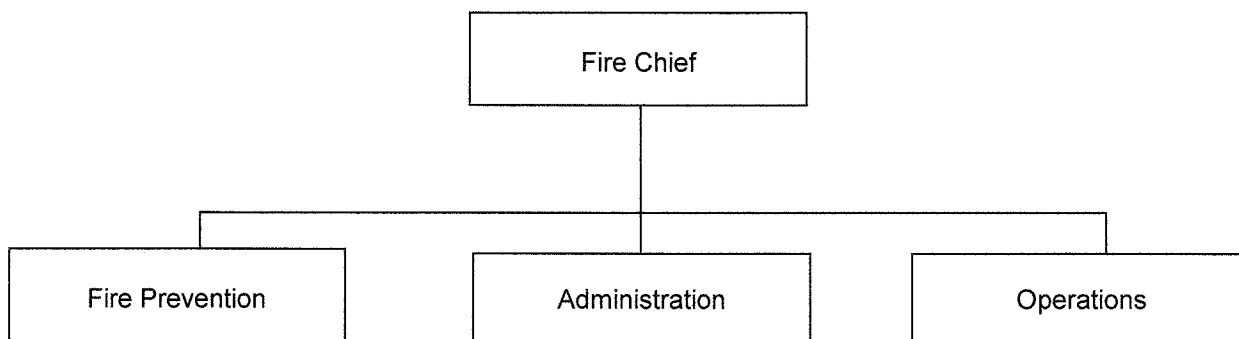 Fire Chief
Fire Prevention
Administration
Operations